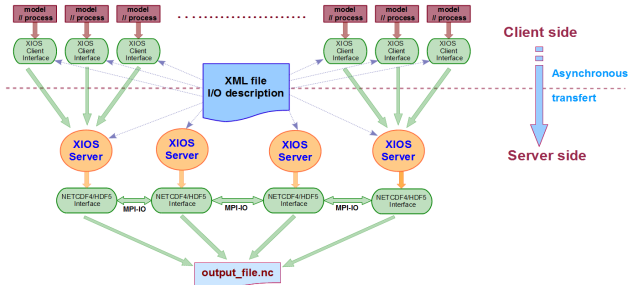 model
// process
model
// process
model
// process
model
// process
model
// process
model
// process
Client side
XIOS
Client
Interface
XIOS
Client
Interface
XIOS
Client
Interface
XIOS
Client
Interface
XIOS
Client
Interface
XIOS
Client
Interface
XML file
I/O description
Asynchronous
transfert
XIOS
Server
XIOS
Server
XIOS
Server
XIOS
Server
Server side
NETCDF4/HDF5
Interface
NETCDF4/HDF5
Interface
NETCDF4/HDF5
Interface
NETCDF4/HDF5
Interface
MPI-IO
MPI-IO
MPI-IO
output_file.nc